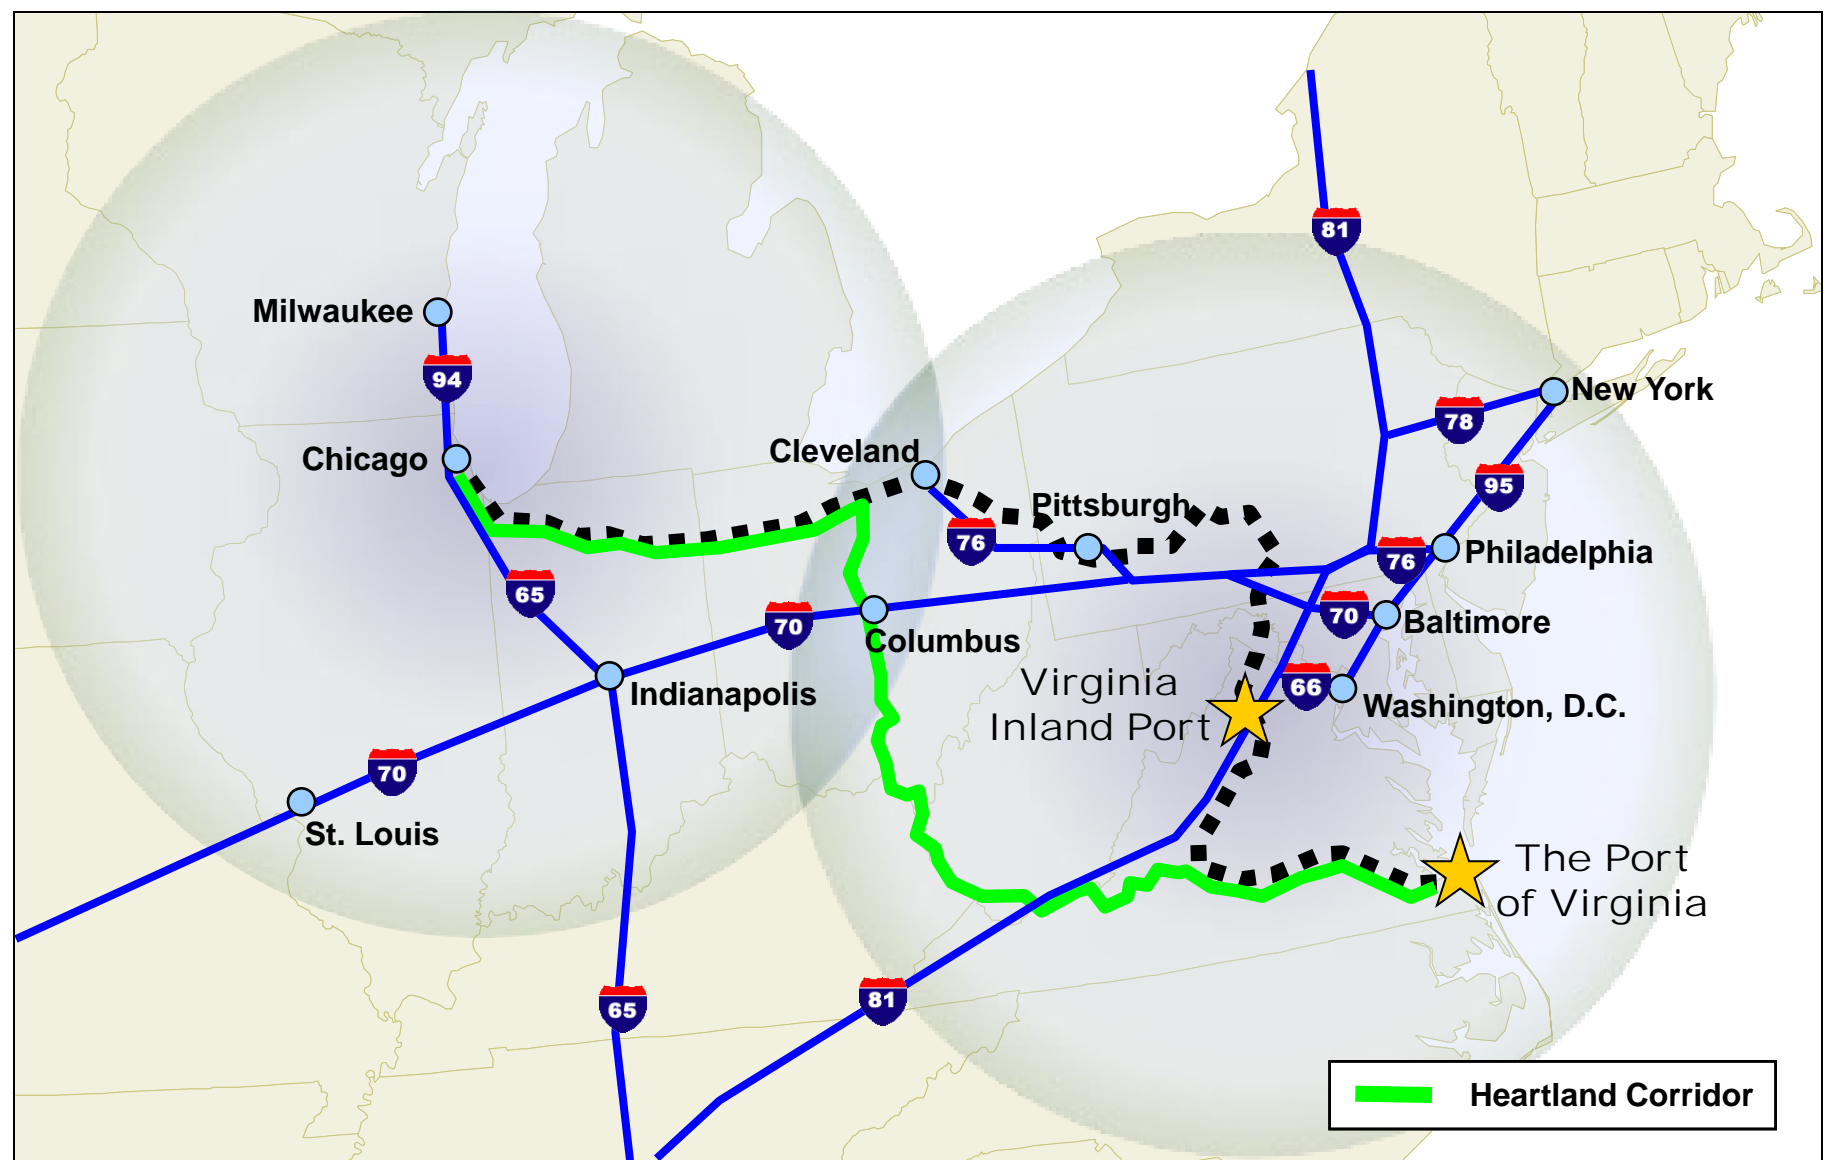 81
Milwaukee
94
New York
78
Chicago
Cleveland
95
Pittsburgh
76
76
Philadelphia
65
70
70
Baltimore
Columbus
Virginia
Inland Port
66
Indianapolis
Washington, D.C.
70
St. Louis
The Port
of Virginia
81
65
Heartland Corridor